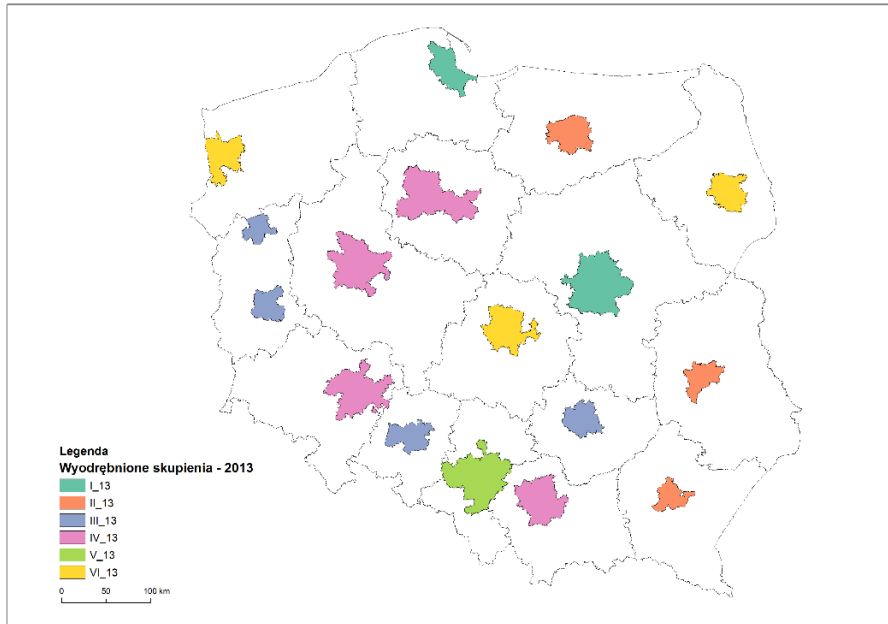 Legenda
Wyodrębnione skupienia - 2013
I_13
II_13
III_13
IV_13
V_13
VI_13
0 50 100 km